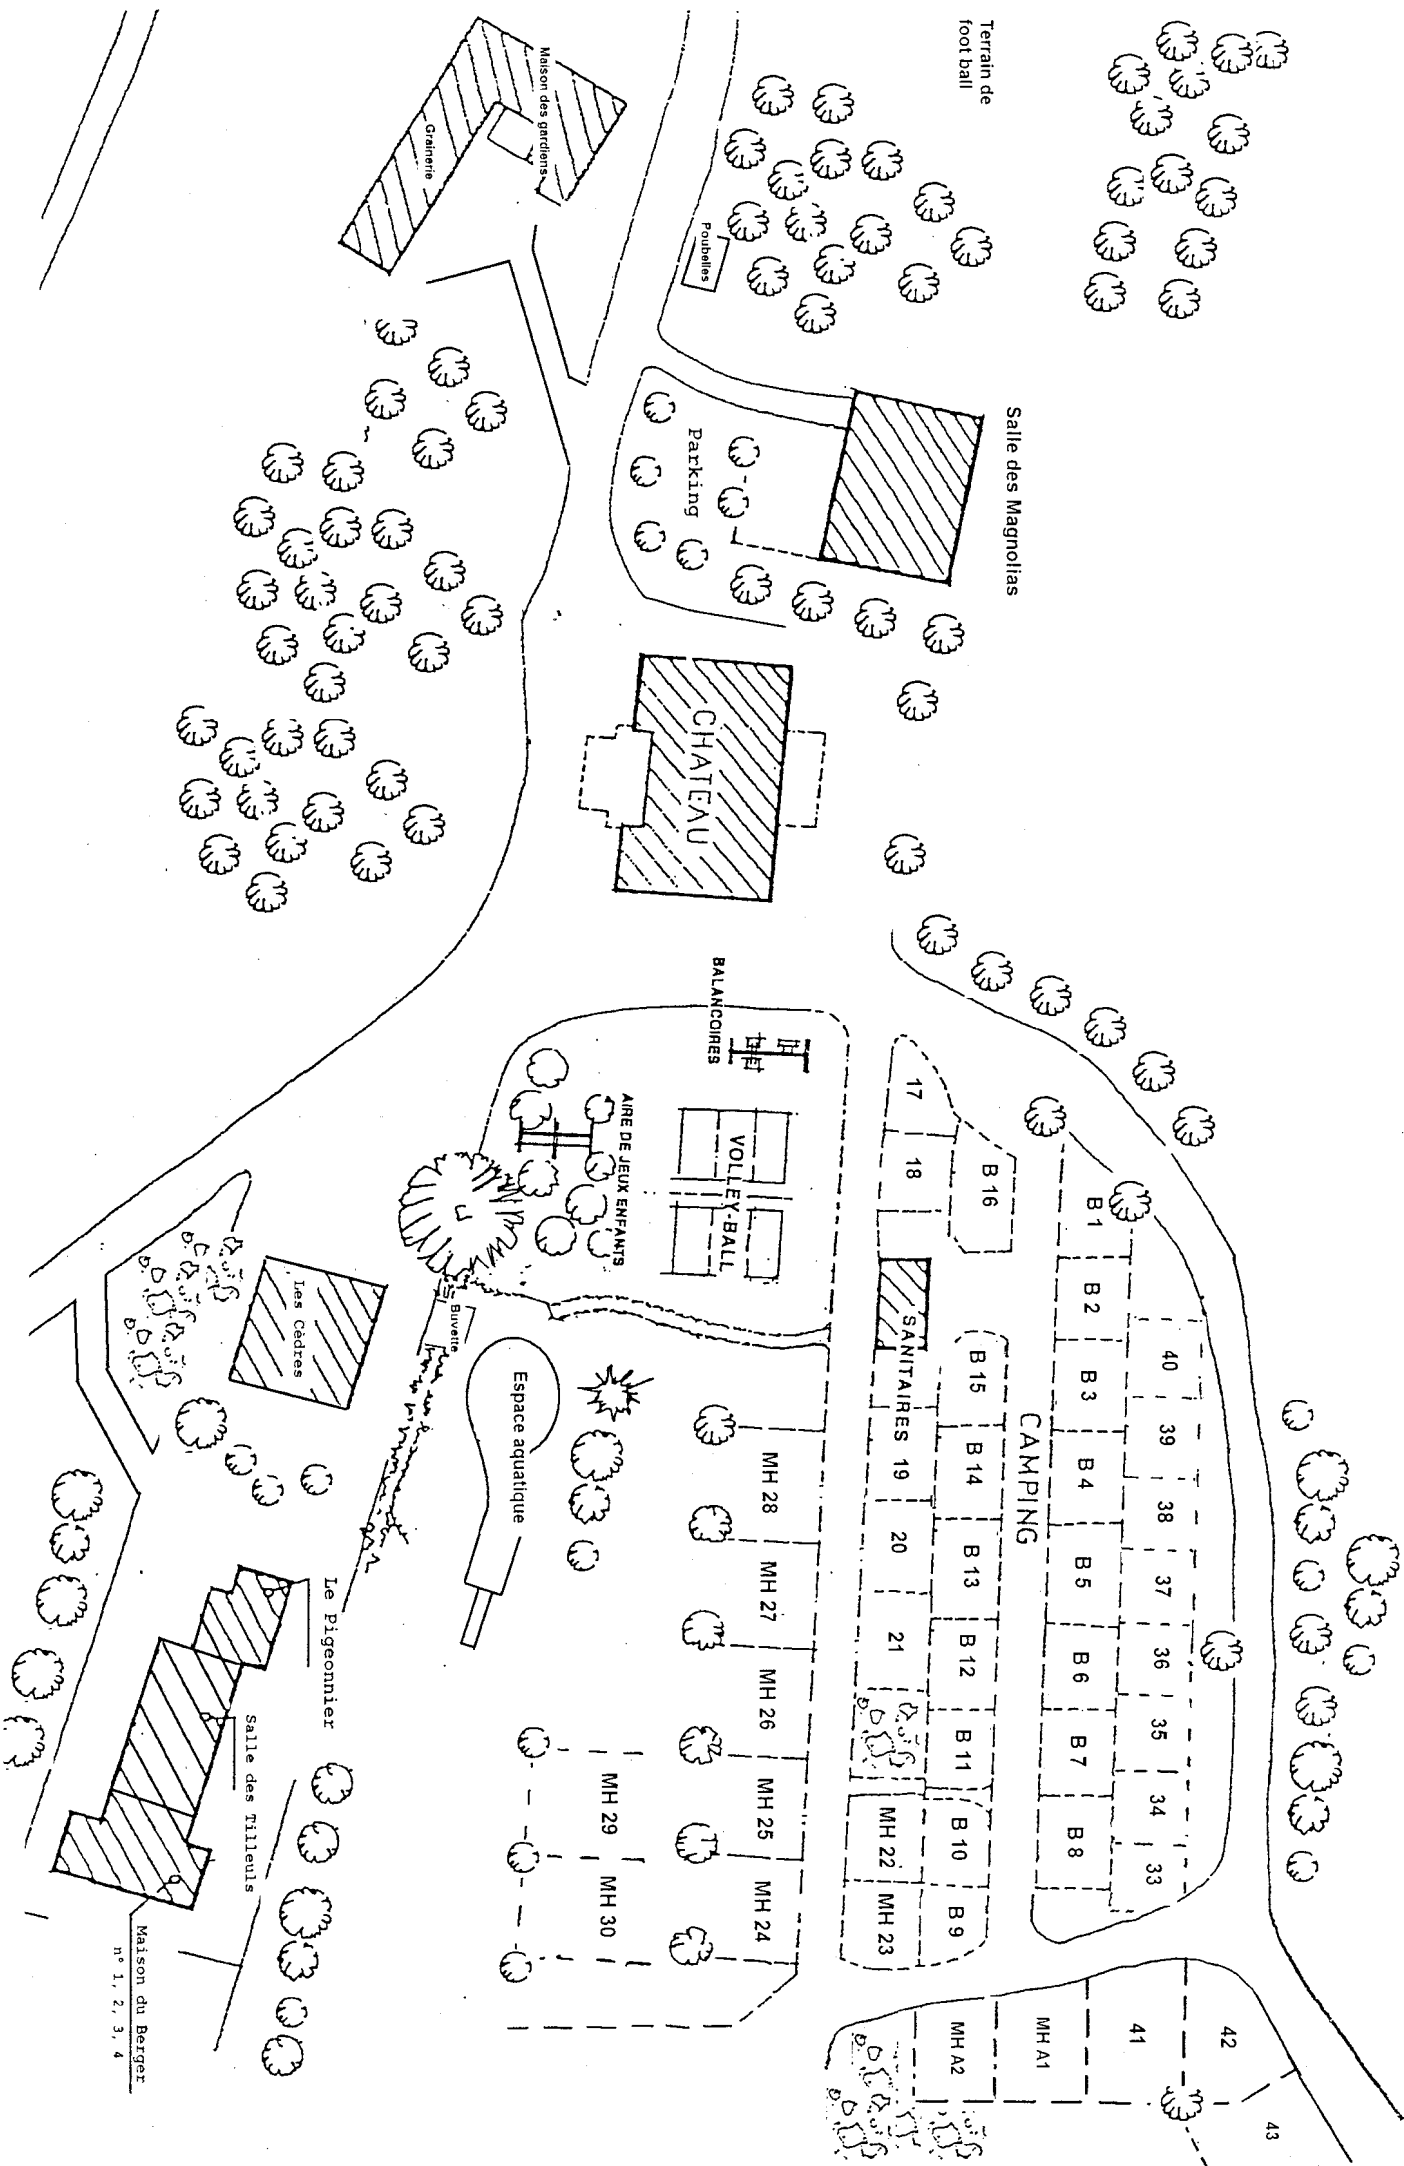 Terrain de
foot ball
Maison des gardiens
Grainerie
Poubelles
Salle des Magnolias
Parking
CHATEAU
BALANCOIRES
AIRE DE JEUX ENFANTS
VOLLEY-BALL
17
18
B 16
SANITAIRES
19
20
21
MH 22
MH 23
B 15
B 14
B 13
B 12
B 11
B 10
B 9
CAMPING
B 1
B 2
B 3
B 4
B 5
B 6
B 7
B 8
40
39
38
37
36
35
34
33
42
41
43
MH A1
MH A2
MH 28
MH 27
MH 26
MH 25
MH 24
MH 29
MH 30
Buvette
Espace aquatique
Les Cèdres
Le Pigeonnier
Salle des Tilleuls
Maison du Berger
n° 1, 2, 3, 4